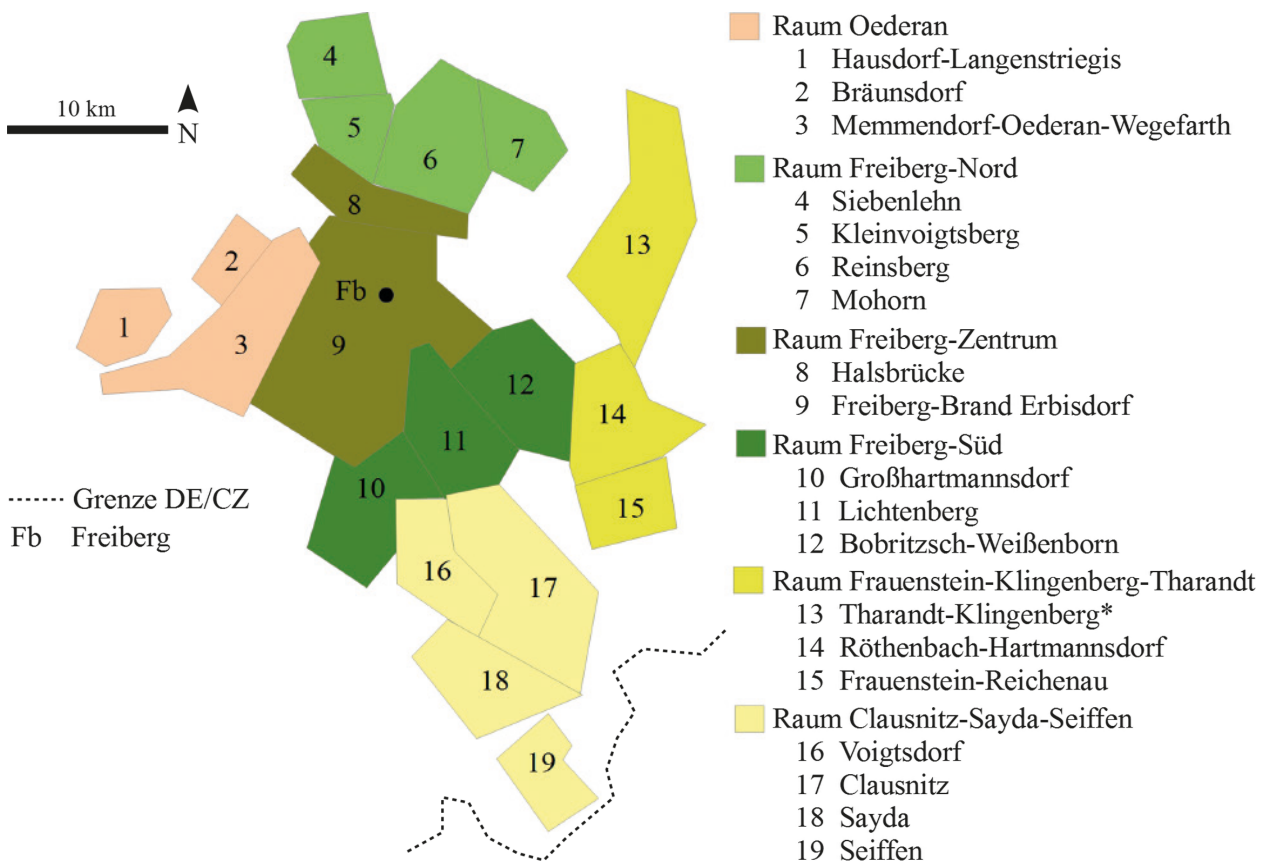 10 km
N
4
5
6
7
8
13
2
Fb
1
3
9
12
14
11
10
15
16
17
18
19
Grenze DE/CZ
Fb Freiberg
Raum Oederan
1 Hausdorf-Langenstriegis
2 Bräunsdorf
3 Memmendorf-Oederan-Wegefarth
Raum Freiberg-Nord
4 Siebenlehn
5 Kleinvoigtsberg
6 Reinsberg
7 Mohorn
Raum Freiberg-Zentrum
8 Halsbrücke
9 Freiberg-Brand Erbisdorf
Raum Freiberg-Süd
10 Großhartmannsdorf
11 Lichtenberg
12 Bobritzsch-Weißenborn
Raum Frauenstein-Klingenberg-Tharandt
13 Tharandt-Klingenberg*
14 Röthenbach-Hartmannsdorf
15 Frauenstein-Reichenau
Raum Clausnitz-Sayda-Seiffen
16 Voigtsdorf
17 Clausnitz
18 Sayda
19 Seiffen